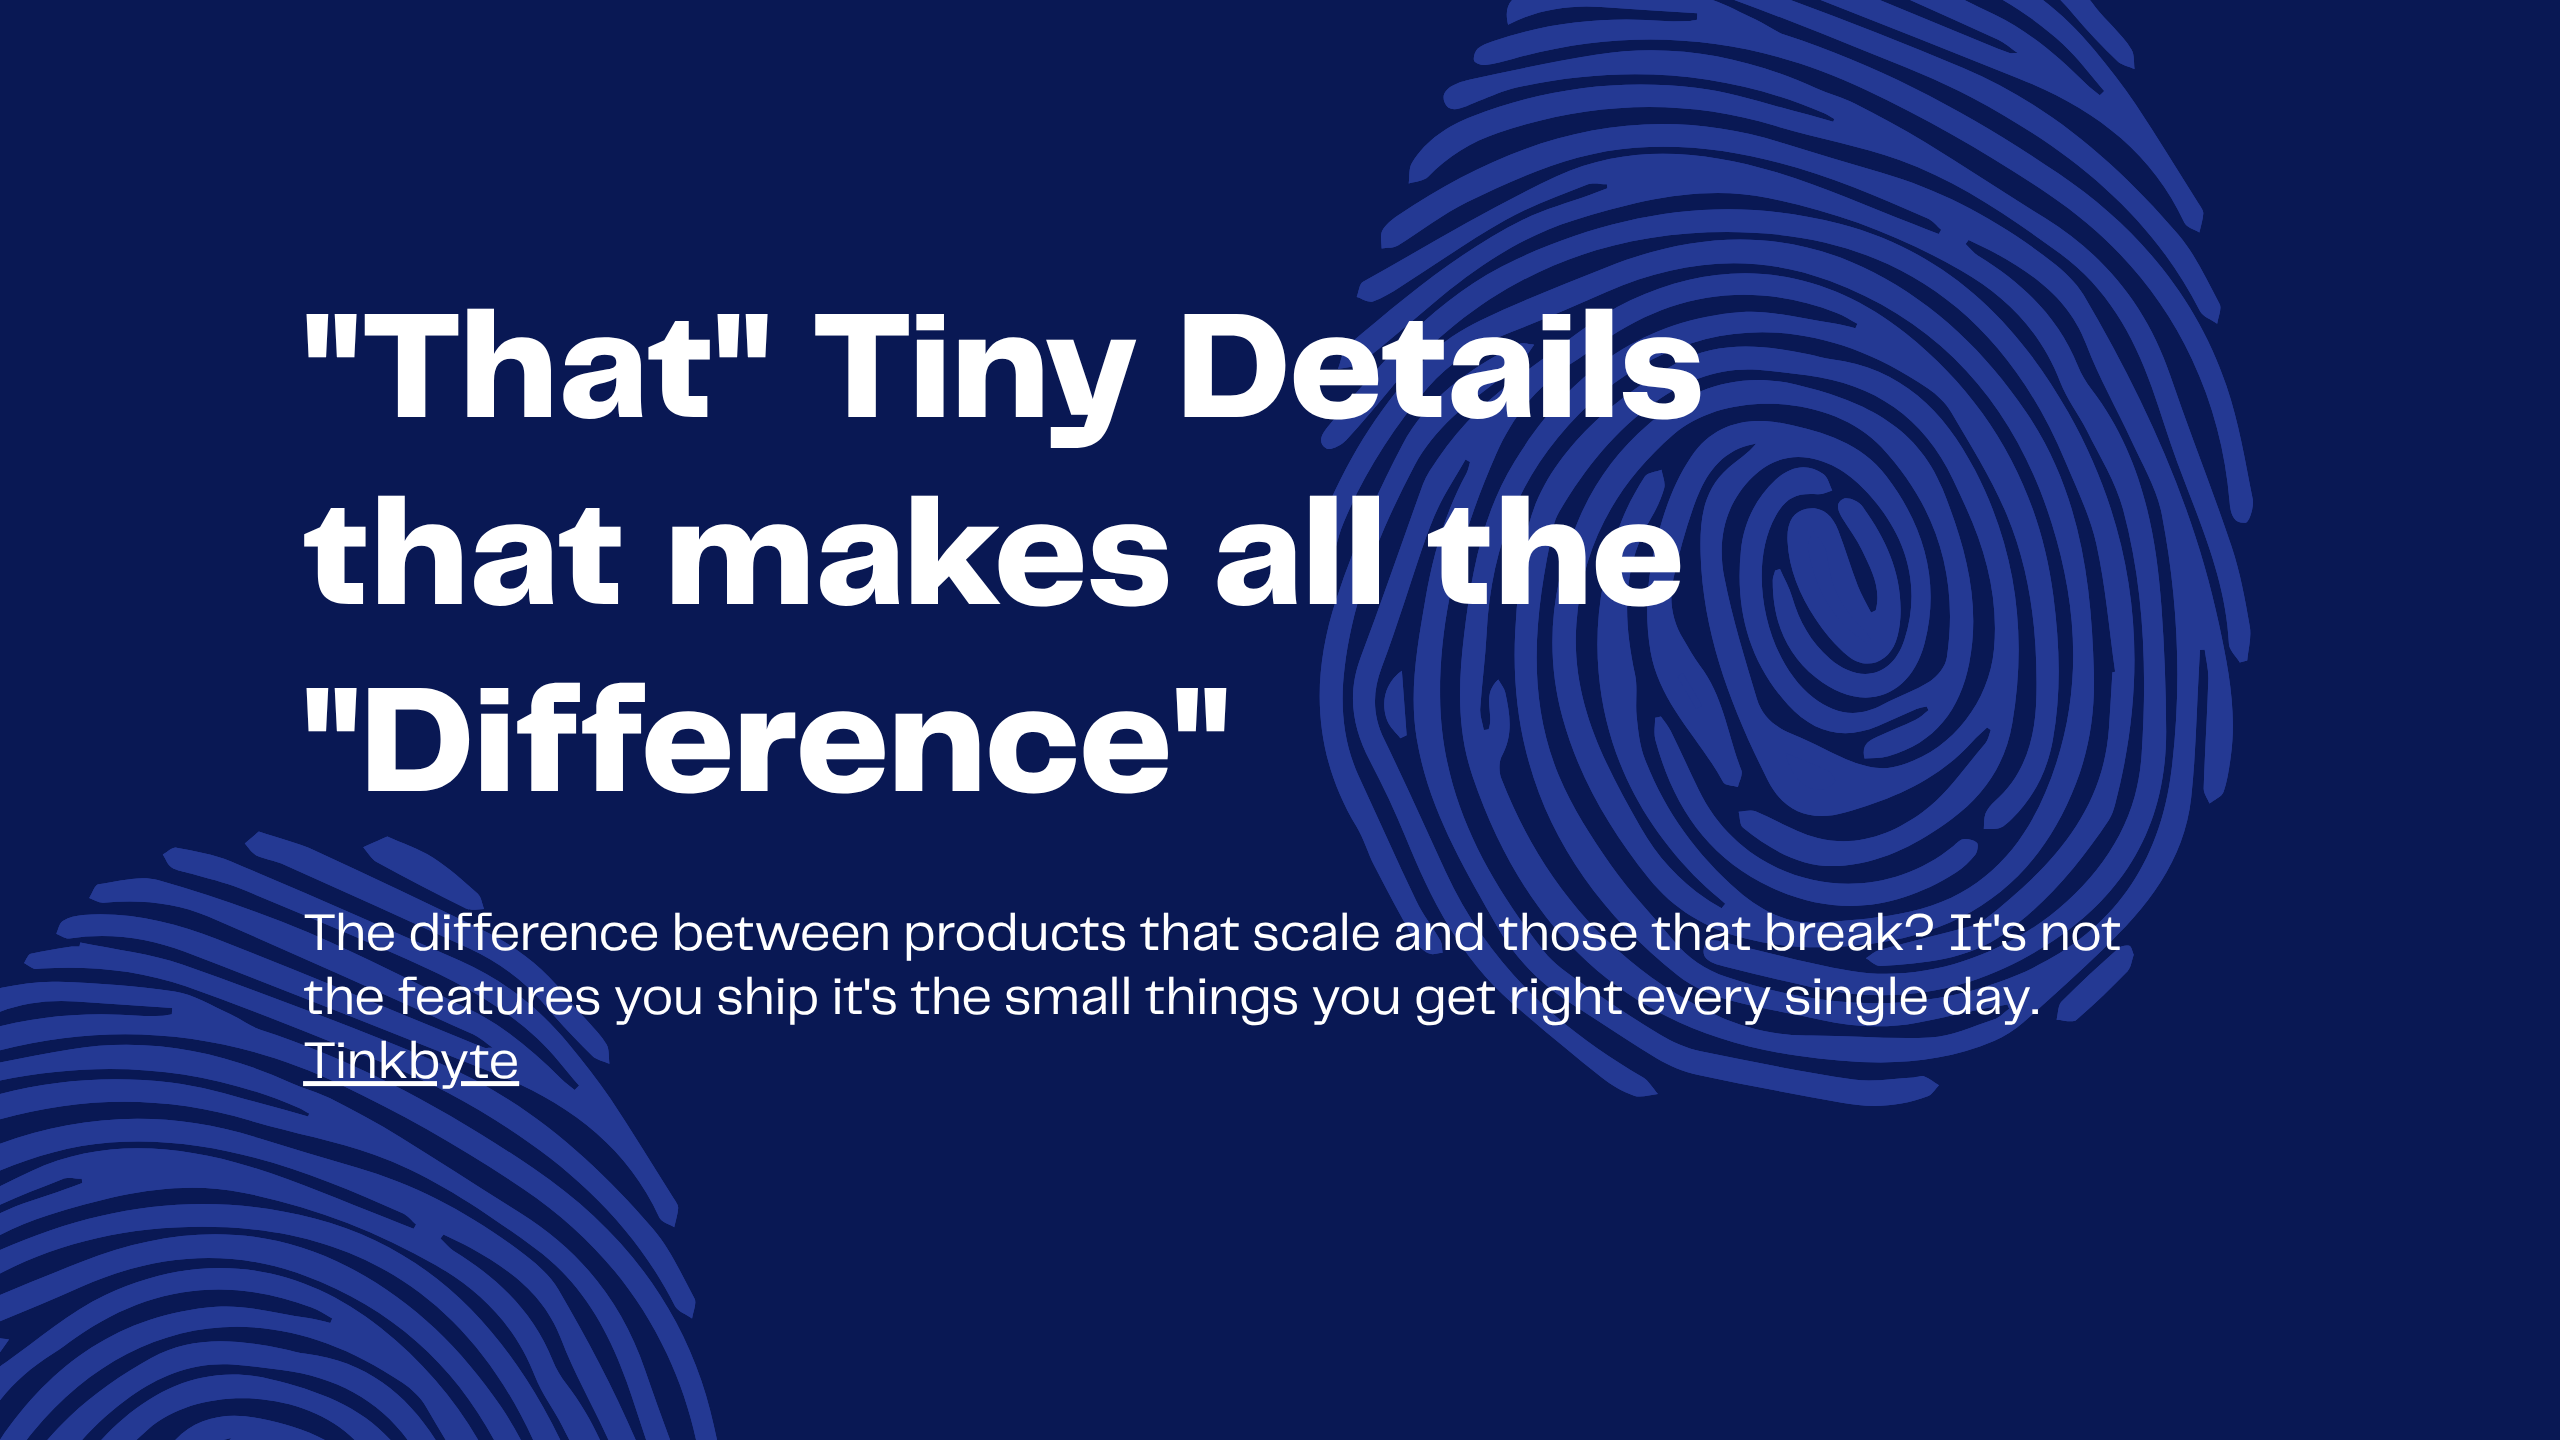 "That" Tiny Details
that makes all the
"Difference"
The difference between products that scale and those that break? It's not
the features you ship it's the small things you get right every single day.
Tinkbyte